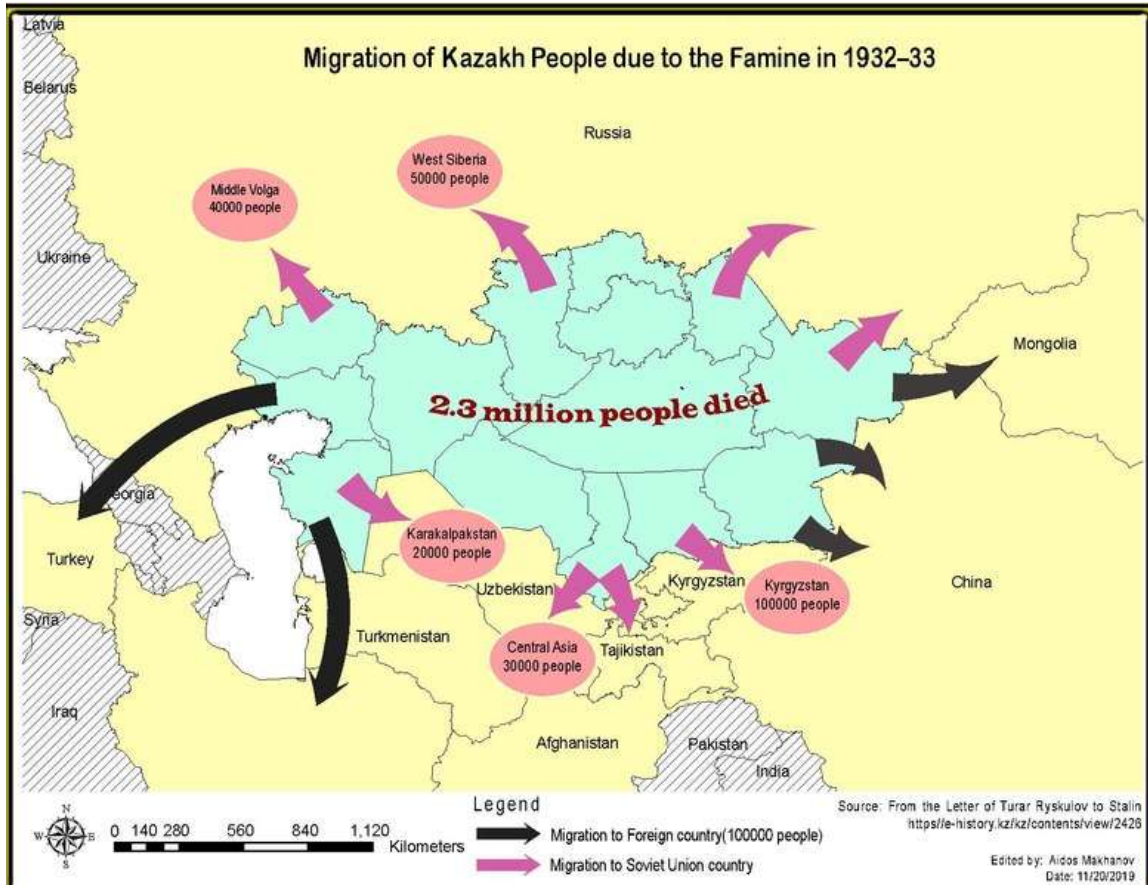 Latvia
Migration of Kazakh People due to the Famine in 1932–33
Belarus
Russia
West Siberia
50000 people
Middle Volga
40000 people
Ukraine
Mongolia
2.3 million people died
eorgia
Turkey
Karakalpakstan
20000 people
Uzbekistan
Kyrgyzstan
Kyrgyzstan
100000 people
China
Syria
Turkmenistan
Central Asia
30000 people
Tajikistan
Iraq
Afghanistan
Pakistan
India
Legend
N
W E
S
0 140 280 560 840 1,120
Kilometers
Migration to Foreign country(100000 people)
Migration to Soviet Union country
Source: From the Letter of Turar Ryskulov to Stalin
https//e-history.kz/kz/contents/view/2426
Edited by: Aidos Makhanov
Date: 11/20/2019